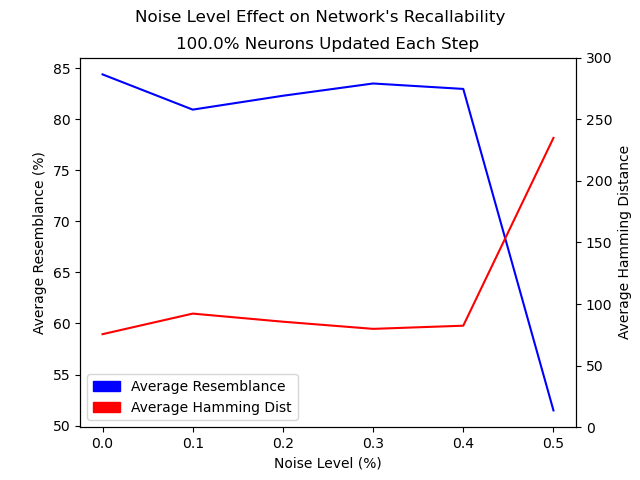 Noise Level Effect on Network's Recallability
100.0% Neurons Updated Each Step
85
80
75
70
65
60
55
50
Average Resemblance (%)
300
250
200
150
100
50
0
Average Hamming Distance
Average Resemblance
Average Hamming Dist
0.0 0.1 0.2 0.3 0.4 0.5
Noise Level (%)